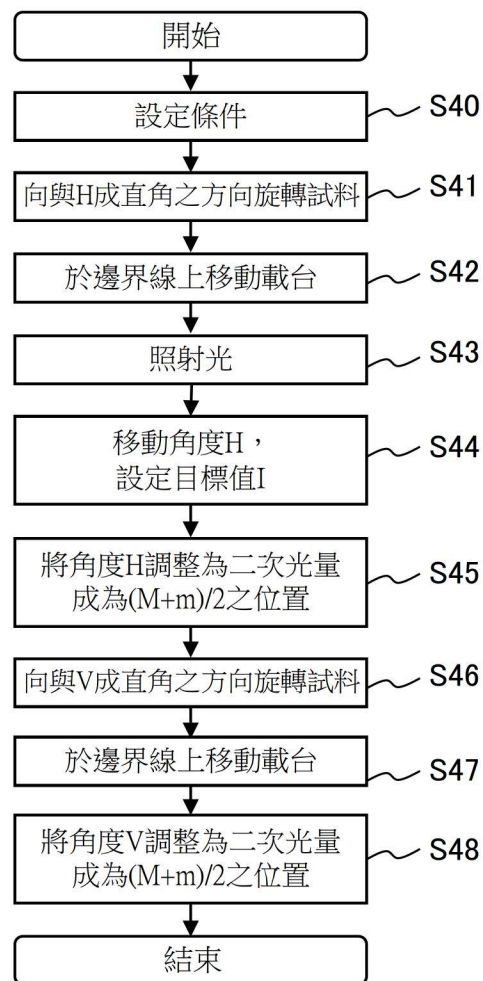 開始
設定條件
S40
向與H成直角之方向旋轉試料
S41
於邊界線上移動載台
S42
照射光
S43
移動角度H，
設定目標值I
S44
將角度H調整為二次光量
成為(M+m)/2之位置
S45
向與V成直角之方向旋轉試料
S46
於邊界線上移動載台
S47
將角度V調整為二次光量
成為(M+m)/2之位置
S48
結束